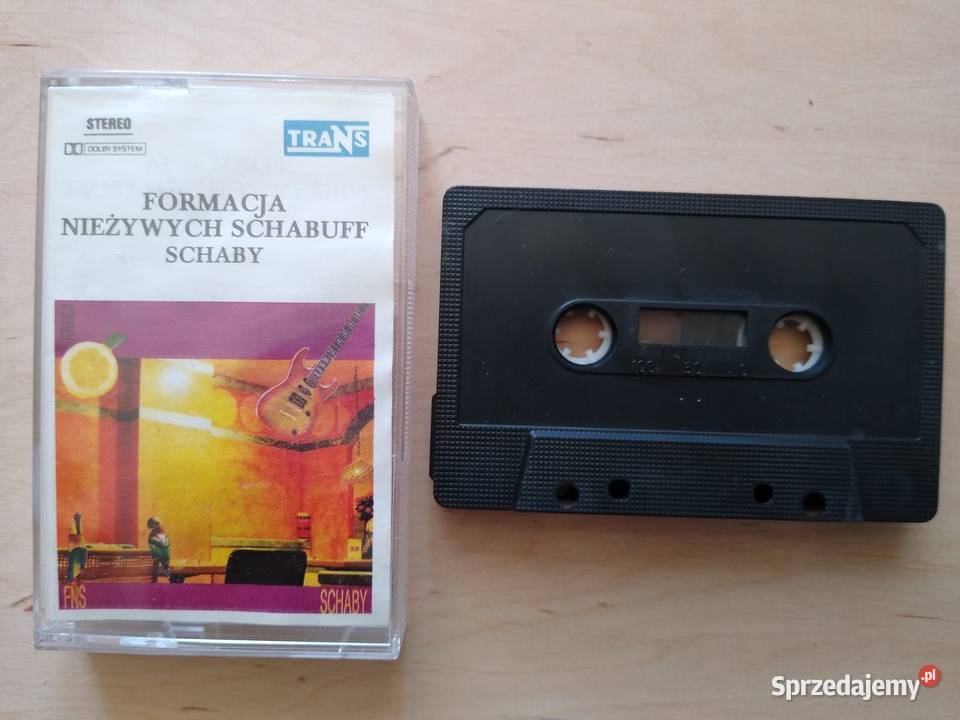 STEREO
DOLBY SYSTEM
TRANS
FORMACJA
NIEŻYWYCH SCHABUFF
SCHABY
FNS
SCHABY
Sprzedajemy.pl